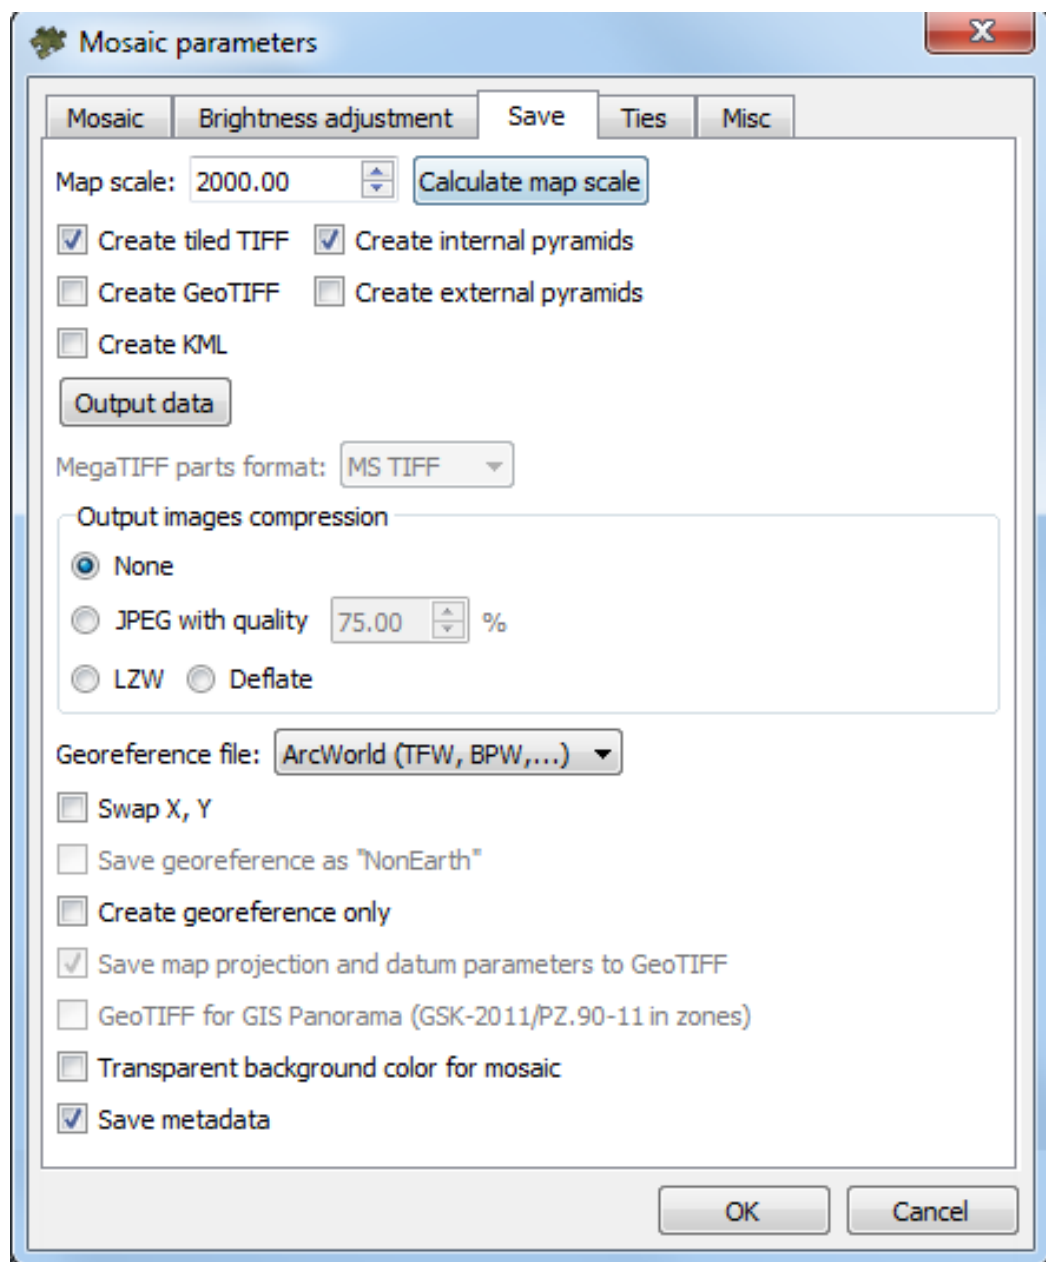 Mosaic parameters
Mosaic Brightness adjustment Save Ties Misc
Map scale: 2000.00 Calculate map scale
Create tiled TIFF Create internal pyramids
Create GeoTIFF Create external pyramids
Create KML
Output data
MegaTIFF parts format: MS TIFF
Output images compression
None
JPEG with quality 75.00 %
LZW Deflate
Georeference file: ArcWorld (TFW, BPW,...)
Swap X, Y
Save georeference as "NonEarth"
Create georeference only
Save map projection and datum parameters to GeoTIFF
GeoTIFF for GIS Panorama (GSK-2011/PZ.90-11 in zones)
Transparent background color for mosaic
Save metadata
OK Cancel